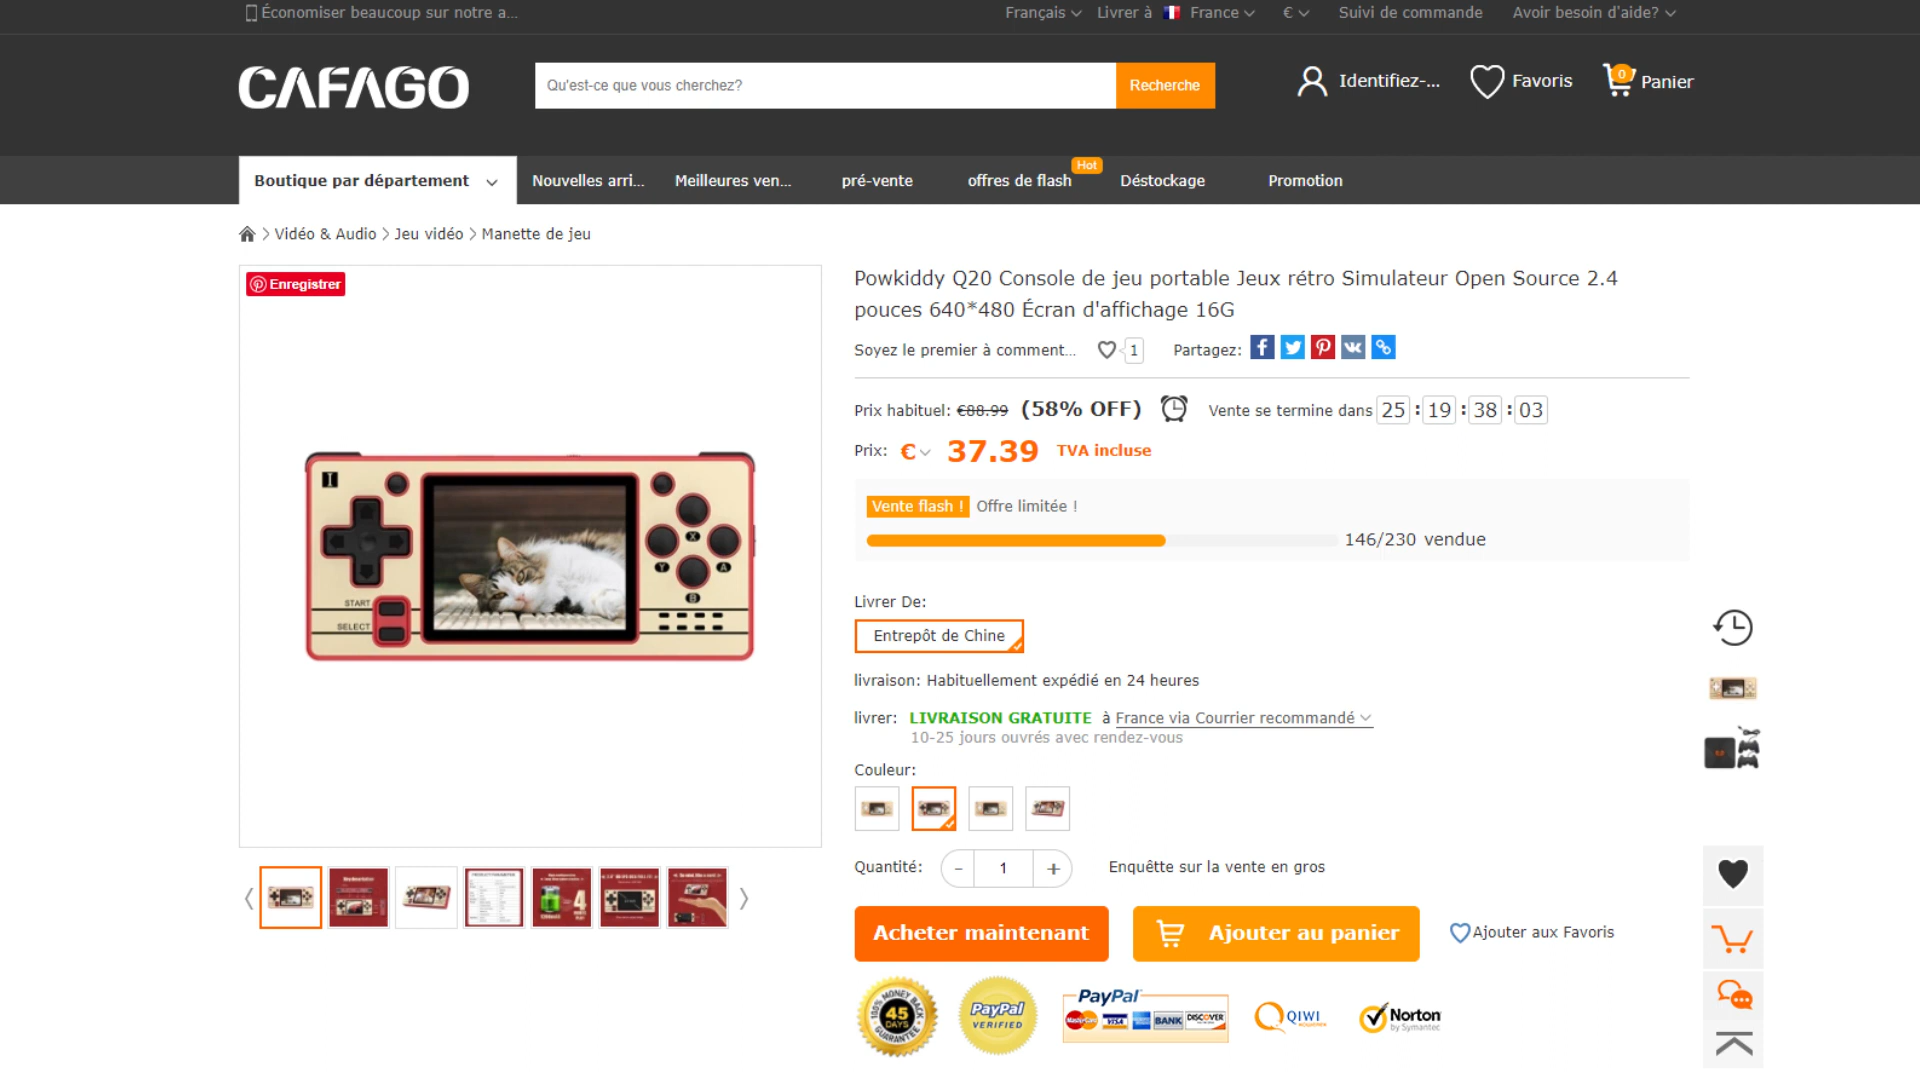 Économiser beaucoup sur notre a...
Français
Livrer à
France
€
Suivi de commande
Avoir besoin d'aide?
CAFAGO
Qu'est-ce que vous cherchez?
Recherche
Identifiez-...
Favoris
0
Panier
Boutique par département
Nouvelles arri...
Meilleures ven...
pré-vente
offres de flash
Hot
Déstockage
Promotion
Vidéo & Audio
Jeu vidéo
Manette de jeu
Enregistrer
Powkiddy Q20 Console de jeu portable Jeux rétro Simulateur Open Source 2.4
pouces 640*480 Écran d'affichage 16G
Soyez le premier à comment...
1
Partagez:
Prix habituel: €88.99 (58% OFF)
Vente se termine dans 25 : 19 : 38 : 03
Prix: € 37.39 TVA incluse
Vente flash ! Offre limitée !
146/230 vendue
X
Y
A
B
START
SELECT
Livrer De:
Entrepôt de Chine
livraison: Habituellement expédié en 24 heures
livrer: LIVRAISON GRATUITE à France via Courrier recommandé
10-25 jours ouvrés avec rendez-vous
Couleur:
Quantité: - 1 + Enquêtte sur la vente en gros
Acheter maintenant
Ajouter au panier
Ajouter aux Favoris
100% MONEY BACK
45
DAYS
GUARANTEE
PayPal
VERIFIED
PayPal
MasterCard VISA BANK DISCOVER
QIWI
Norton
by Symantec